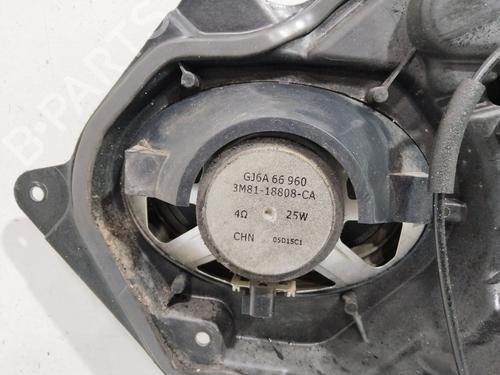 B-PARTS
GJ6A 66 960
3M81-18808-CA
4Ω 25W
CHN 05D15C1